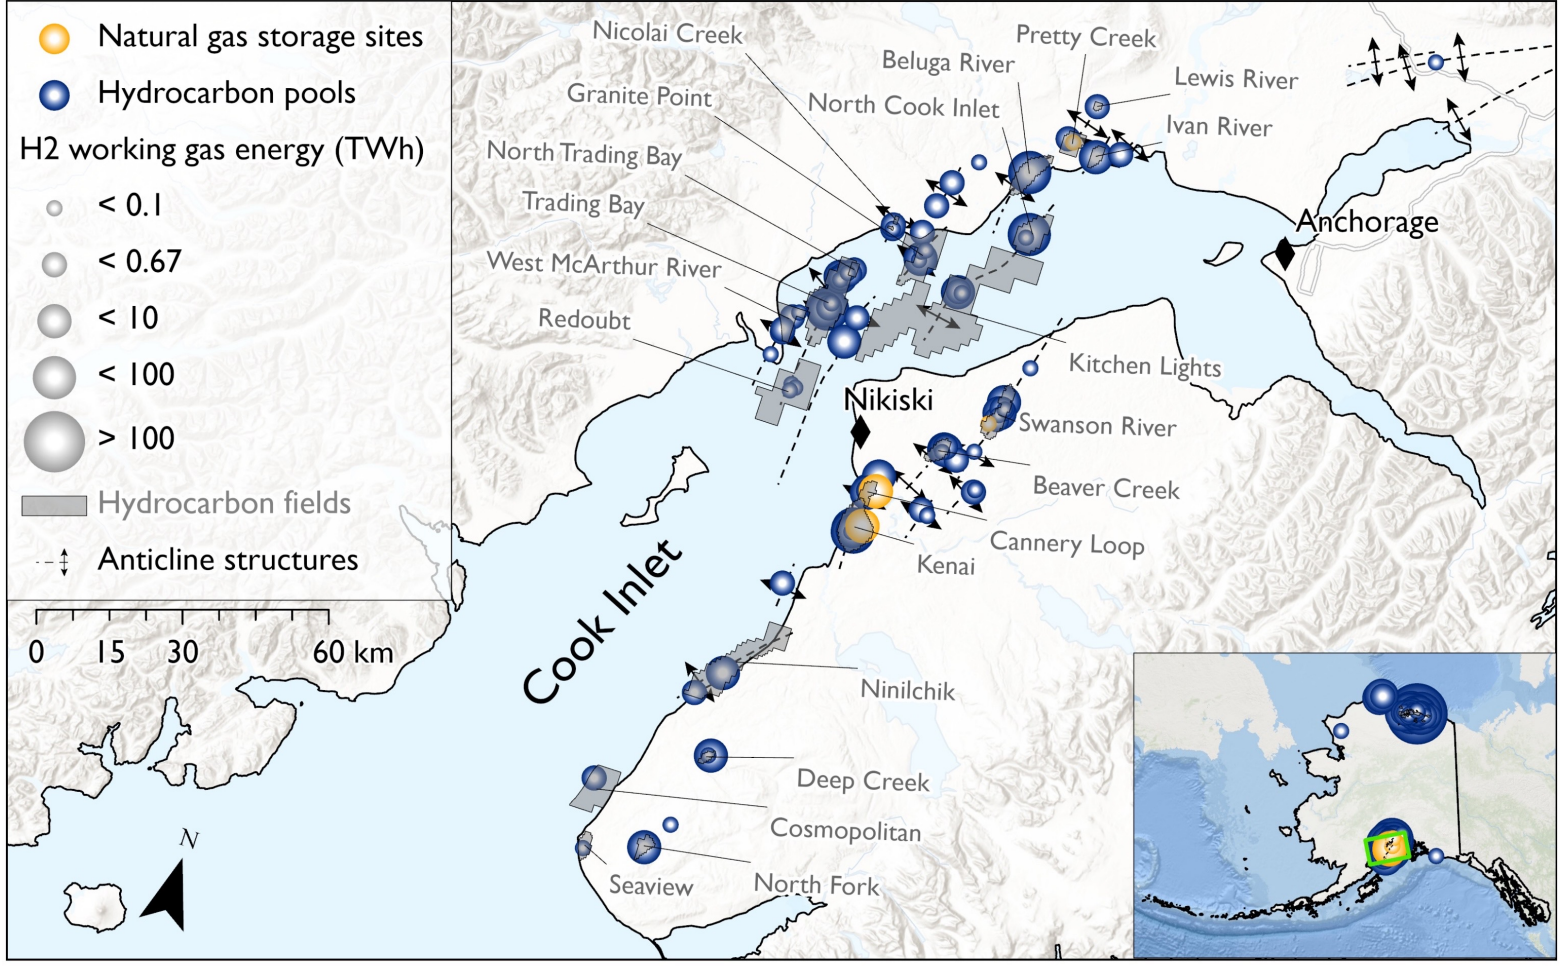 Natural gas storage sites
Hydrocarbon pools
H2 working gas energy (TWh)
< 0.1
< 0.67
< 10
< 100
> 100
Hydrocarbon fields
Anticline structures
0 15 30 60 km
N
Nicolai Creek
Pretty Creek
Beluga River
Lewis River
Granite Point
North Cook Inlet
Ivan River
North Trading Bay
Trading Bay
Anchorage
West McArthur River
Redoubt
Kitchen Lights
Nikiski
Swanson River
Beaver Creek
Cannery Loop
Kenai
Cook Inlet
Ninilchik
Deep Creek
Cosmopolitan
Seaview
North Fork